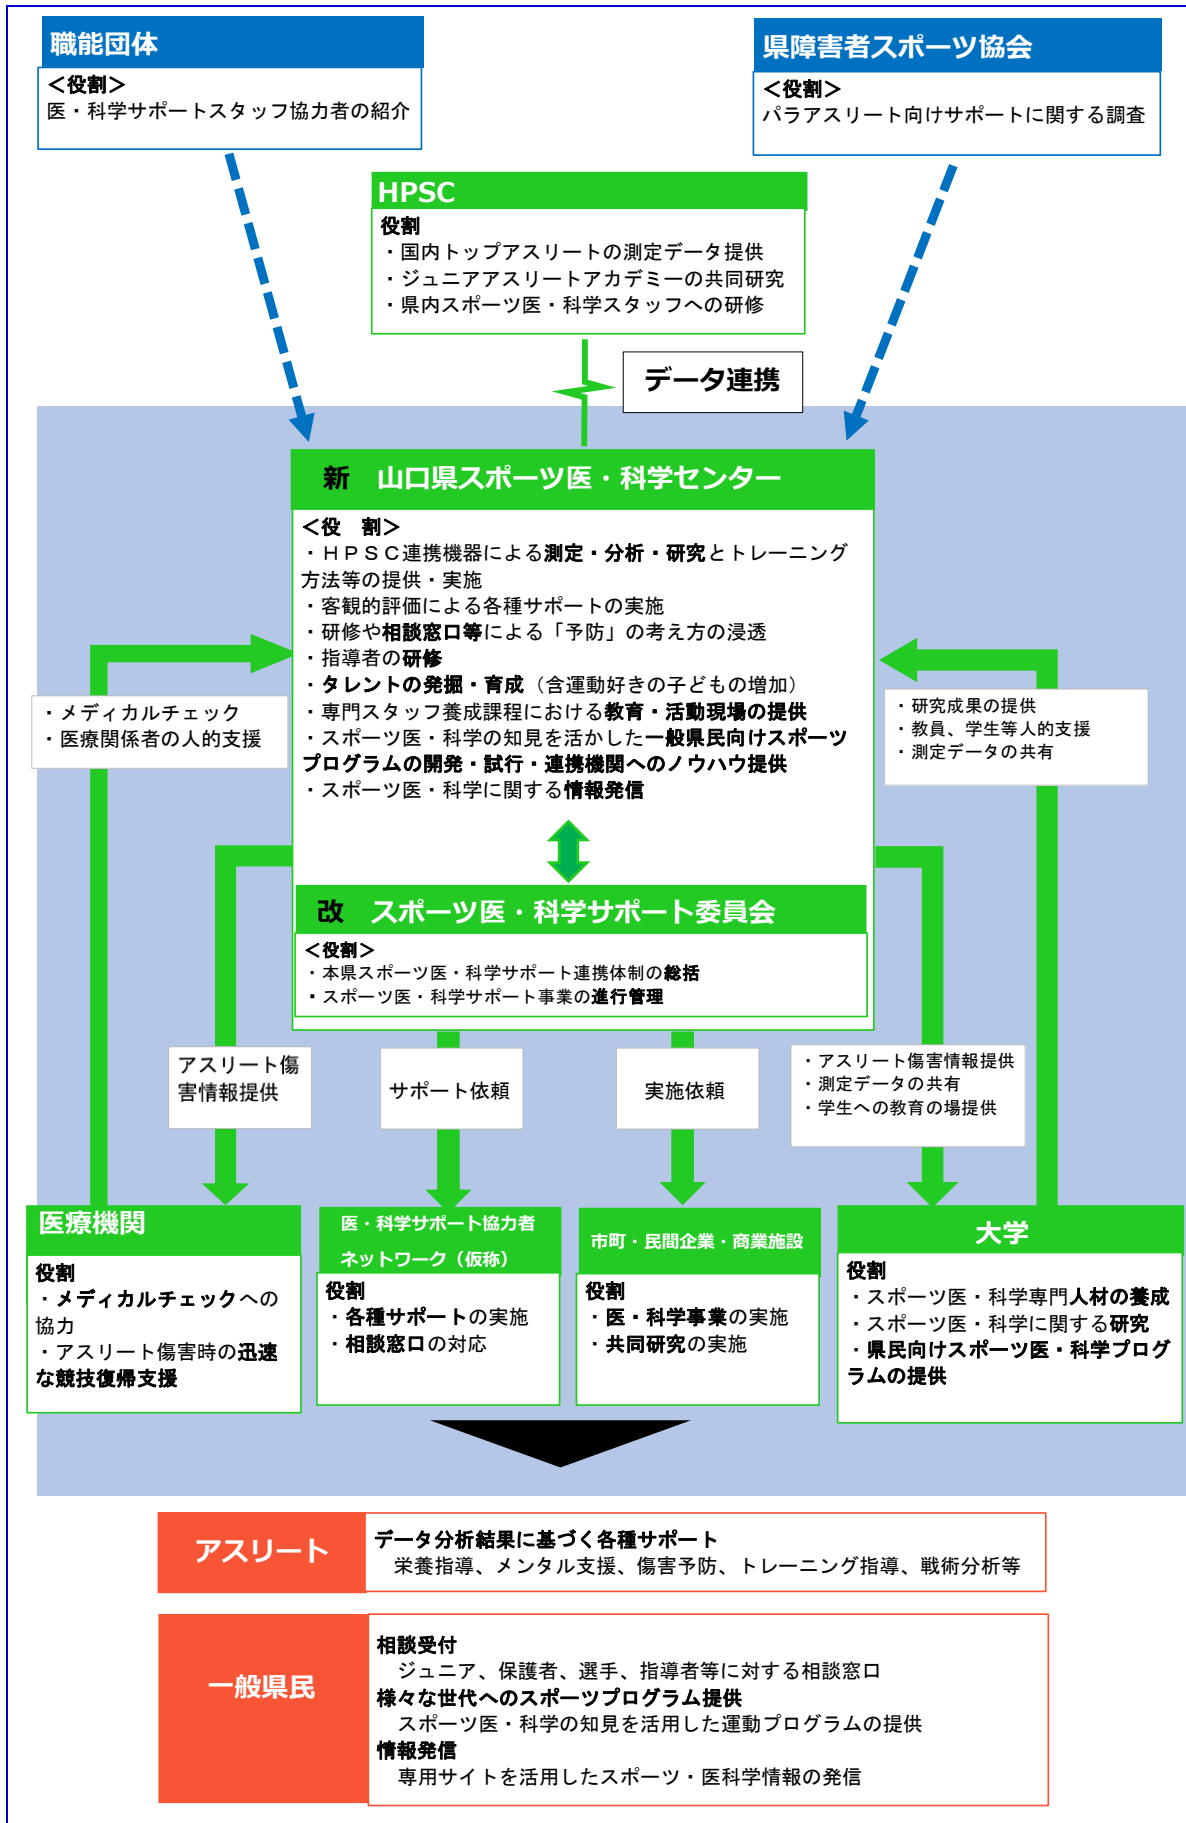 職能団体
＜役割＞
医・科学サポートスタッフ協力者の紹介
県障害者スポーツ協会
＜役割＞
パラアスリート向けサポートに関する調査
HPSC
役割
・国内トップアスリートの測定データ提供
・ジュニアアスリートアカデミーの共同研究
・県内スポーツ医・科学スタッフへの研修
データ連携
新　山口県スポーツ医・科学センター
＜役　割＞
・ＨＰＳＣ連携機器による測定・分析・研究とトレーニング
方法等の提供・実施
・客観的評価による各種サポートの実施
・研修や相談窓口等による「予防」の考え方の浸透
・指導者の研修
・タレントの発掘・育成（含運動好きの子どもの増加）
・専門スタッフ養成課程における教育・活動現場の提供
・スポーツ医・科学の知見を活かした一般県民向けスポーツ
プログラムの開発・試行・連携機関へのノウハウ提供
・スポーツ医・科学に関する情報発信
・メディカルチェック
・医療関係者の人的支援
・研究成果の提供
・教員、学生等人的支援
・測定データの共有
改　スポーツ医・科学サポート委員会
＜役割＞
・本県スポーツ医・科学サポート連携体制の総括
・スポーツ医・科学サポート事業の進行管理
アスリート傷
害情報提供
サポート依頼
実施依頼
・アスリート傷害情報提供
・測定データの共有
・学生への教育の場提供
医療機関
役割
・メディカルチェックへの
協力
・アスリート傷害時の迅速
な競技復帰支援
医・科学サポート協力者
ネットワーク（仮称）
役割
・各種サポートの実施
・相談窓口の対応
市町・民間企業・商業施設
役割
・医・科学事業の実施
・共同研究の実施
大学
役割
・スポーツ医・科学専門人材の養成
・スポーツ医・科学に関する研究
・県民向けスポーツ医・科学プログ
ラムの提供
アスリート
データ分析結果に基づく各種サポート
栄養指導、メンタル支援、傷害予防、トレーニング指導、戦術分析等
一般県民
相談受付
ジュニア、保護者、選手、指導者等に対する相談窓口
様々な世代へのスポーツプログラム提供
スポーツ医・科学の知見を活用した運動プログラムの提供
情報発信
専用サイトを活用したスポーツ・医科学情報の発信